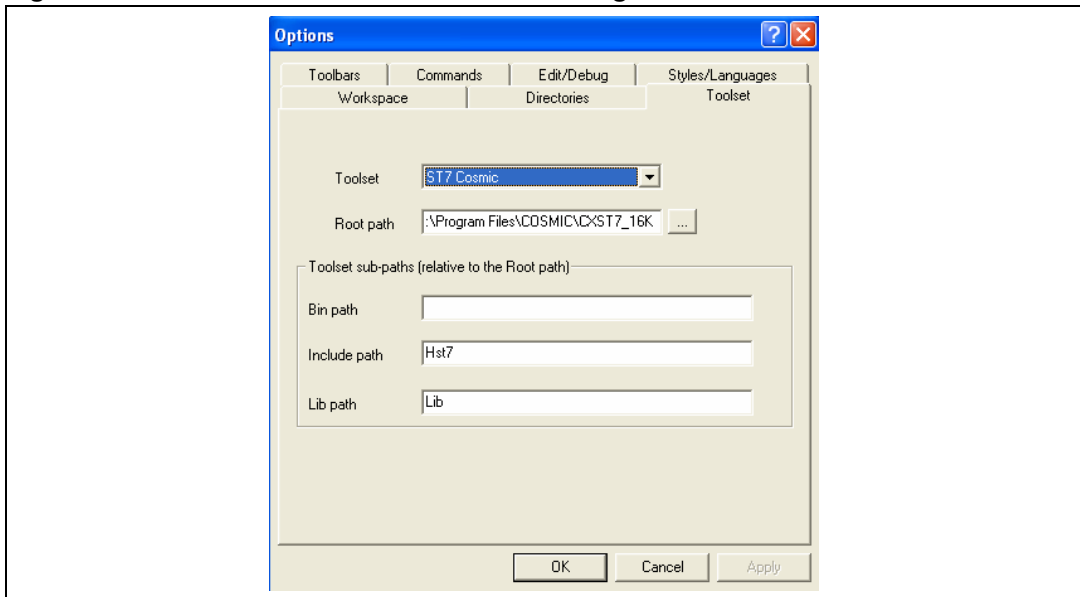 Options
Toolbars Commands Edit/Debug Styles/Languages
Workspace Directories Toolset
Toolset ST7 Cosmic
Root path :\Program Files\COSMIC\CXST7_16K ...
Toolset sub-paths (relative to the Root path)
Bin path
Include path Hst7
Lib path Lib
OK Cancel Apply